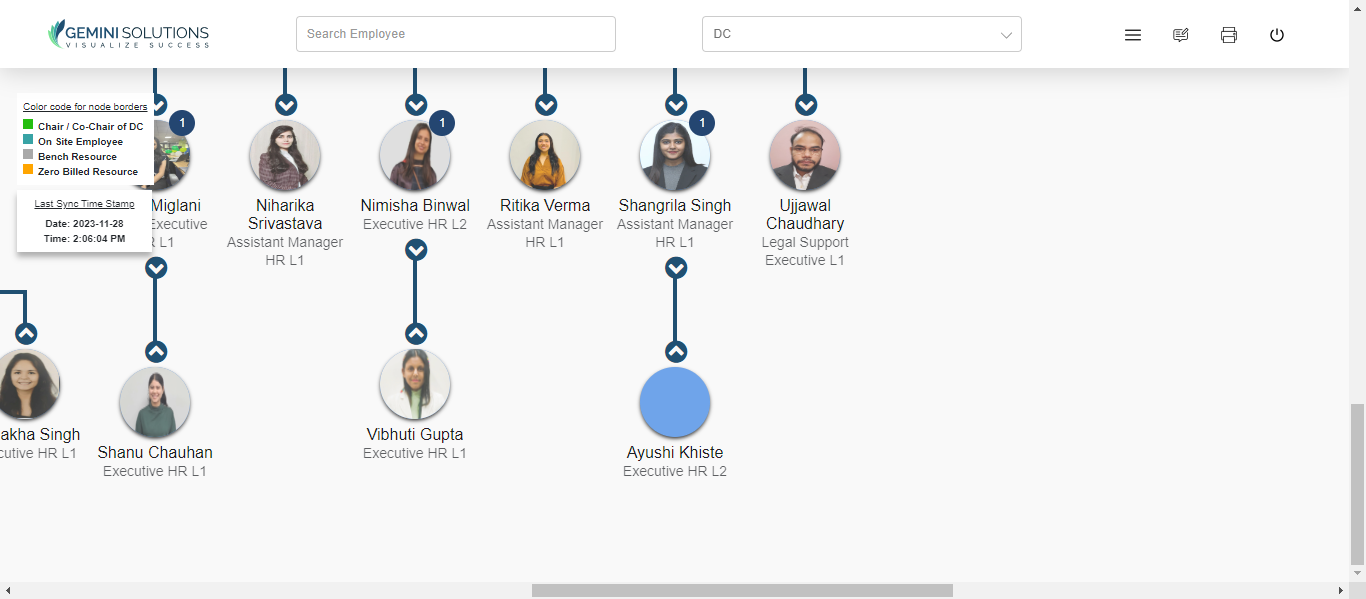 GEMINI SOLUTIONS
VISUALIZE SUCCESS
Search Employee
DC
Color code for node borders
Chair / Co-Chair of DC
On Site Employee
Bench Resource
Zero Billed Resource
Last Sync Time Stamp
Date: 2023-11-28
Time: 2:06:04 PM
1
Miglani
Executive
L1
Niharika
Srivastava
Assistant Manager
HR L1
1
Nimisha Binwal
Executive HR L2
Ritika Verma
Assistant Manager
HR L1
1
Shangrila Singh
Assistant Manager
HR L1
Ujjawal
Chaudhary
Legal Support
Executive L1
akha Singh
cutive HR L1
Shanu Chauhan
Executive HR L1
Vibhuti Gupta
Executive HR L1
Ayushi Khiste
Executive HR L2